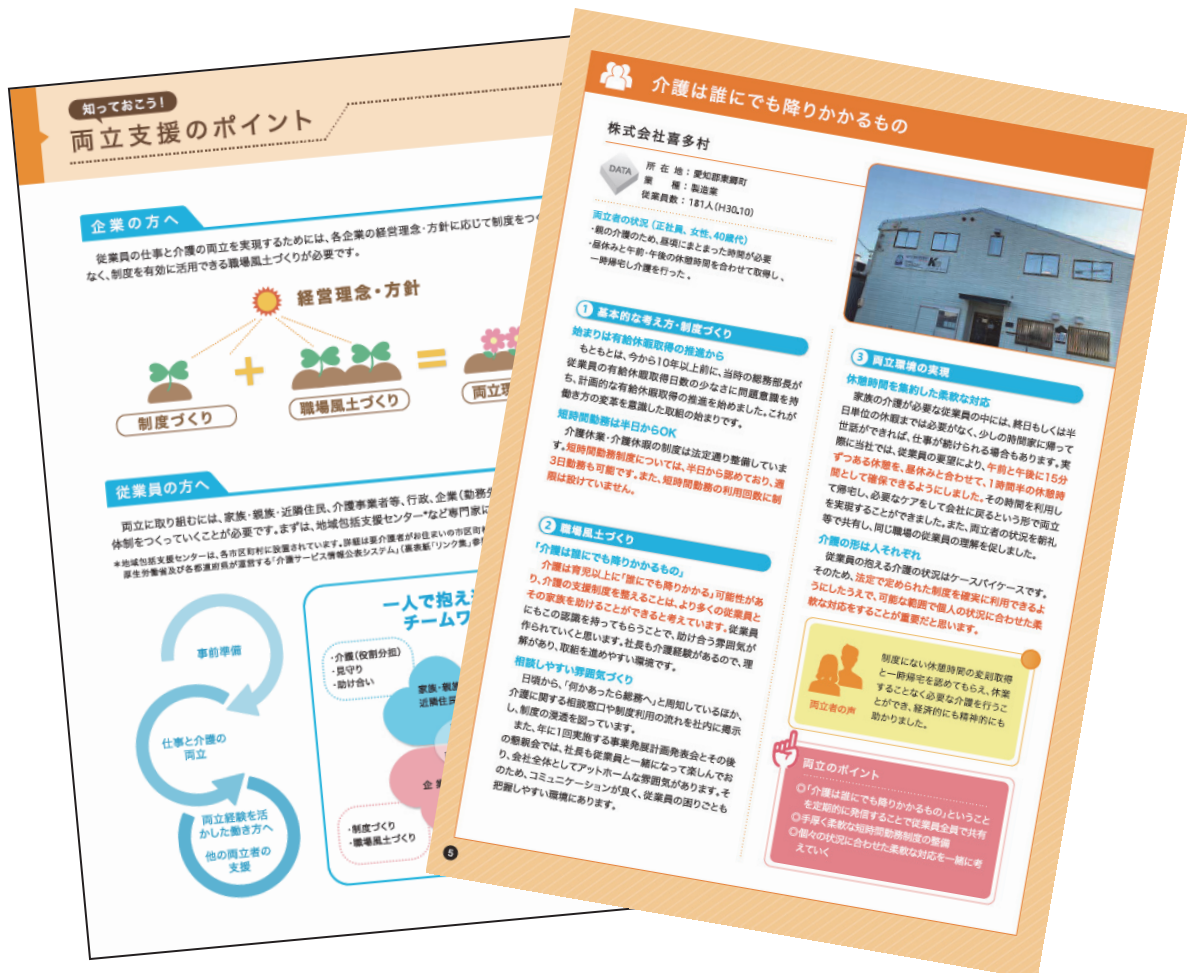 知っておこう!
両立支援のポイント
企業の方へ
従業員の仕事と介護の両立を実現するためには、各企業の経営理念・方針に応じて制度をつく
なく、制度を有効に活用できる職場風土づくりが必要です。
経営理念・方針
制度づくり
+
職場風土づくり
=
両立環
従業員の方へ
両立に取り組むには、家族・親族・近隣住民、介護事業者等、行政、企業(勤務先
体制をつくっていくことが必要です。まずは、地域包括支援センター*など専門家に
*地域包括支援センターは、各市区町村に設置されています。詳細は要介護者がお住まいの市区町村
厚生労働省及び各都道府県が運営する「介護サービス情報公表システム」(裏表紙「リンク集」参
事前準備
仕事と介護の
両立
両立経験を活
かした働き方へ
他の両立者の
支援
一人で抱え
チームワ
・介護(役割分担)
・見守り
・助け合い
家族・親族
近隣住民
企業
・制度づくり
・職場風土づくり
介護は誰にでも降りかかるもの
株式会社喜多村
DATA
所在地:愛知郡東郷町
業種:製造業
従業員数:181人(H30.10)
両立者の状況(正社員、女性、40歳代)
・親の介護のため、昼頃にまとまった時間が必要
・昼休みと午前・午後の休憩時間を合わせて取得し、
一時帰宅し介護を行った。
1 基本的な考え方・制度づくり
始まりは有給休暇取得の推進から
もともとは、今から10年以上前に、当時の総務部長が
従業員の有給休暇取得日数の少なさに問題意識を持
ち、計画的な有給休暇取得の推進を始めました。これが
働き方の変革を意識した取組の始まりです。
短時間勤務は半日からOK
介護休業・介護休暇の制度は法定通り整備していま
す。短時間勤務制度については、半日から認めており、週
3日勤務も可能です。また、短時間勤務の利用回数に制
限は設けていません。
2 職場風土づくり
「介護は誰にでも降りかかるもの」
介護は育児以上に「誰にでも降りかかる」可能性があ
り、介護の支援制度を整えることは、より多くの従業員と
その家族を助けることができると考えています。従業員
にもこの認識を持ってもらうことで、助け合う雰囲気が
作られていくと思います。社長も介護経験があるので、理
解があり、取組を進めやすい環境です。
相談しやすい雰囲気づくり
日頃から、「何かあったら総務へ」と周知しているほか、
介護に関する相談窓口や制度利用の流れを社内に掲示
し、制度の浸透を図っています。
また、年に1回実施する事業発展計画発表会とその後
の懇親会では、社長も従業員と一緒になって楽しんでお
り、会社全体としてアットホームな雰囲気があります。そ
のため、コミュニケーションが良く、従業員の困りごとも
把握しやすい環境にあります。
3 両立環境の実現
休憩時間を集約した柔軟な対応
家族の介護が必要な従業員の中には、終日もしくは半
日単位の休暇までは必要がなく、少しの時間家に帰って
世話ができれば、仕事が続けられる場合もあります。実
際に当社では、従業員の要望により、午前と午後に15分
ずつある休憩を、昼休みと合わせて、1時間半の休憩時
間として確保できるようにしました。その時間を利用し
て帰宅し、必要なケアをして会社に戻るという形で両立
を実現することができました。また、両立者の状況を朝礼
等で共有し、同じ職場の従業員の理解を促しました。
介護の形は人それぞれ
従業員の抱える介護の状況はケースバイケースです。
そのため、法定で定められた制度を確実に利用できるよ
うにしたうえで、可能な範囲で個人の状況に合わせた柔
軟な対応をすることが重要だと思います。
両立者の声
制度にない休憩時間の変則取得
と一時帰宅を認めてもらえ、休業
することなく必要な介護を行うこ
とができ、経済的にも精神的にも
助かりました。
両立のポイント
◎「介護は誰にでも降りかかるもの」ということ
を定期的に発信することで従業員全員で共有
◎手厚く柔軟な短時間勤務制度の整備
◎個々の状況に合わせた柔軟な対応を一緒に考
えていく
5